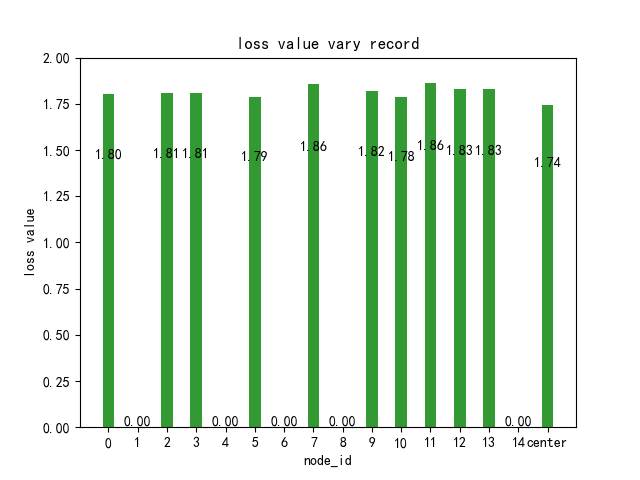 loss value vary record
2.00
1.75
1.50
1.25
1.00
0.75
0.50
0.25
0.00
loss value
1.80 0.00 1.81 1.81 0.00 1.79 0.00 1.86 0.00 1.82 1.78 1.86 1.83 1.83 0.00 1.74
0 1 2 3 4 5 6 7 8 9 10 11 12 13 14 center
node_id